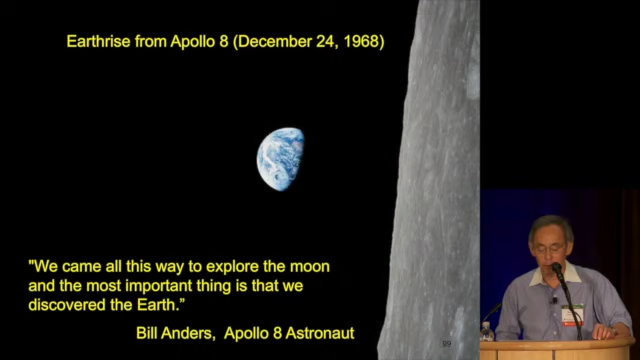 Earthrise from Apollo 8 (December 24, 1968)
"We came all this way to explore the moon
and the most important thing is that we
discovered the Earth.”
Bill Anders,  Apollo 8 Astronaut
99